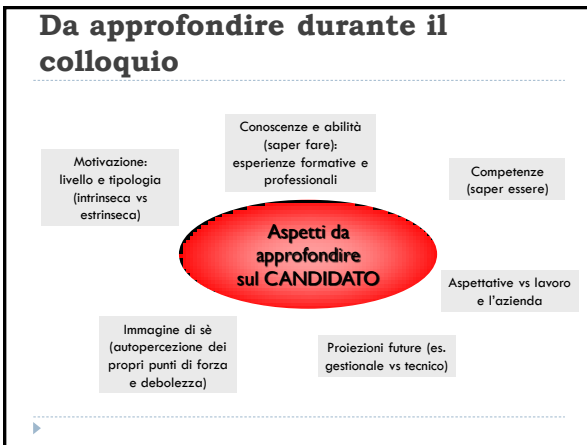 Da approfondire durante il
colloquio
Conoscenze e abilità
(saper fare):
esperienze formative e
professionali
Motivazione:
livello e tipologia
(intrinseca vs
estrinseca)
Competenze
(saper essere)
Aspetti da
approfondire
sul CANDIDATO
Aspettative vs lavoro
e l'azienda
Immagine di sè
(autopercezione dei
propri punti di forza
e debolezza)
Proiezioni future (es.
gestionale vs tecnico)